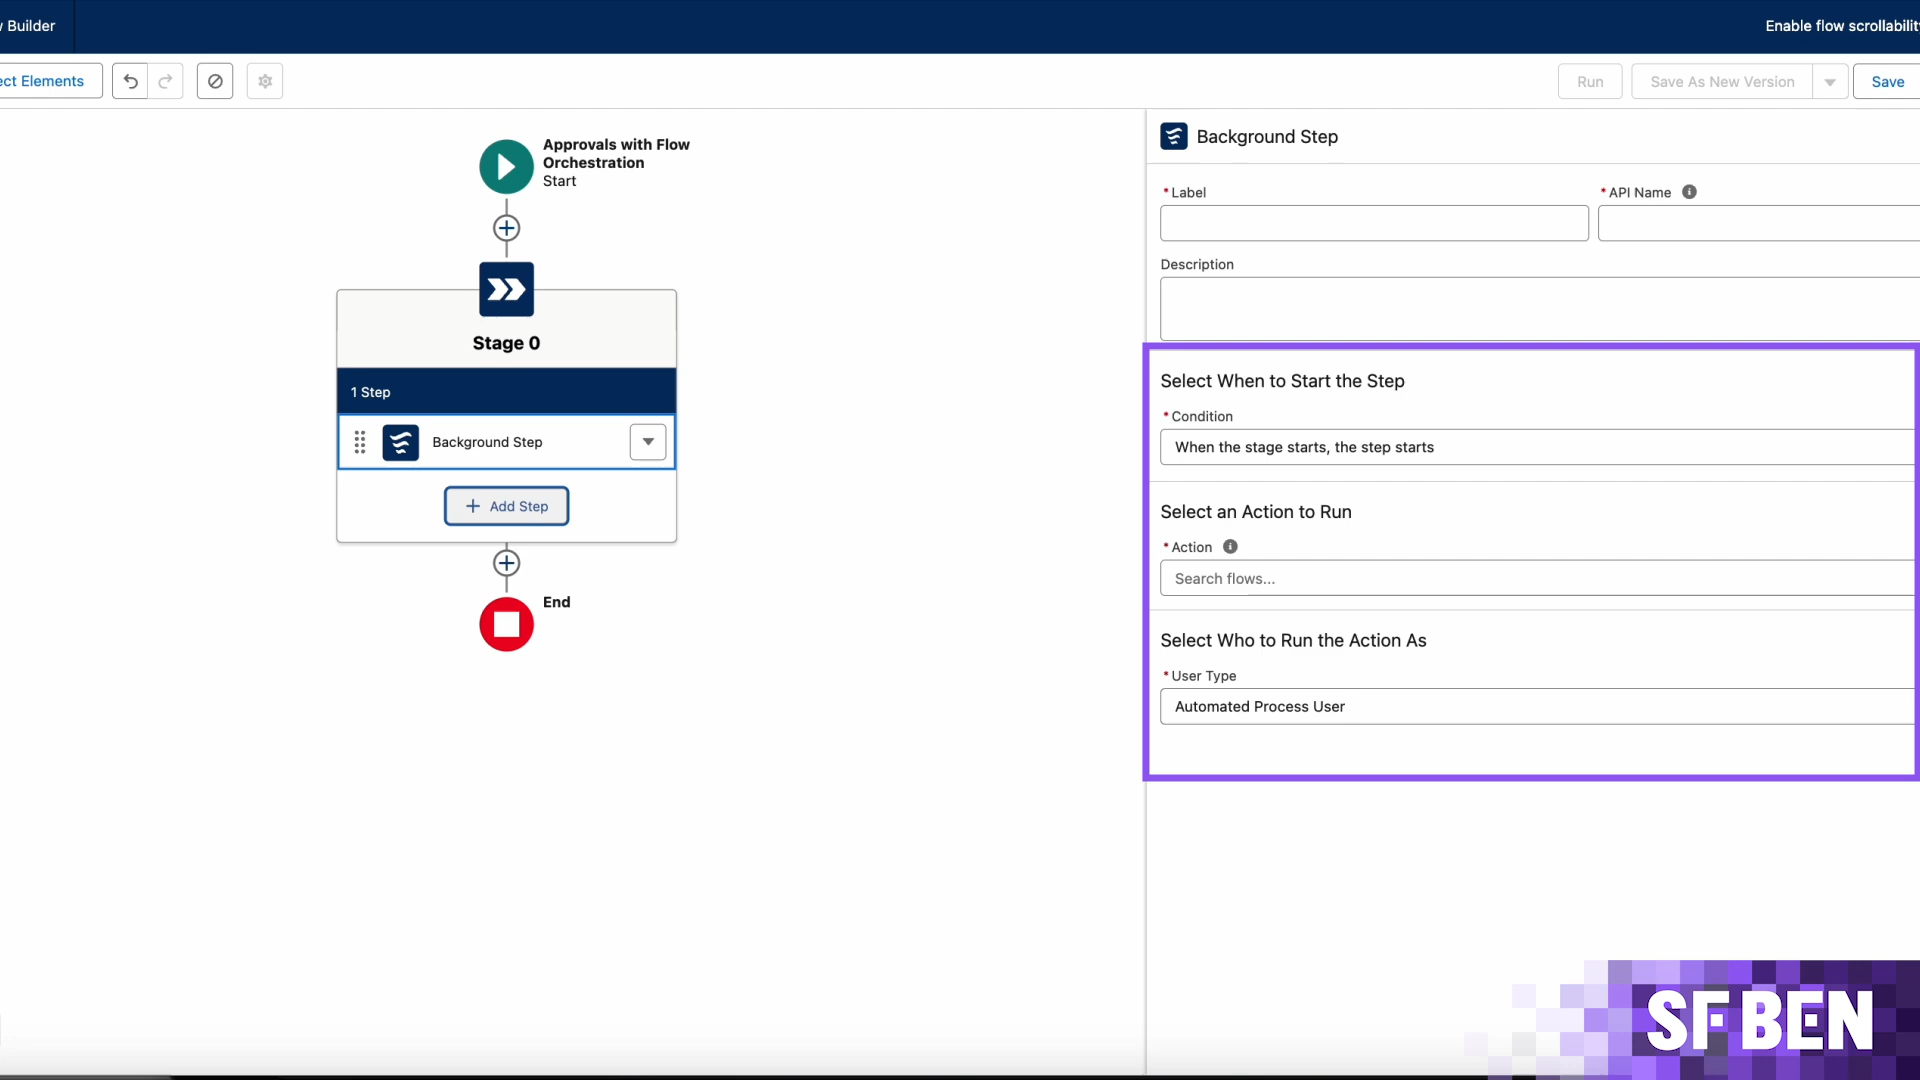 Builder
Enable flow scrollability
ect Elements
Run
Save As New Version
Save
Approvals with Flow
Orchestration
Start
Stage 0
1 Step
Background Step
Add Step
End
Background Step
* Label
* API Name
Description
Select When to Start the Step
* Condition
When the stage starts, the step starts
Select an Action to Run
* Action
Search flows...
Select Who to Run the Action As
* User Type
Automated Process User
SF BEN